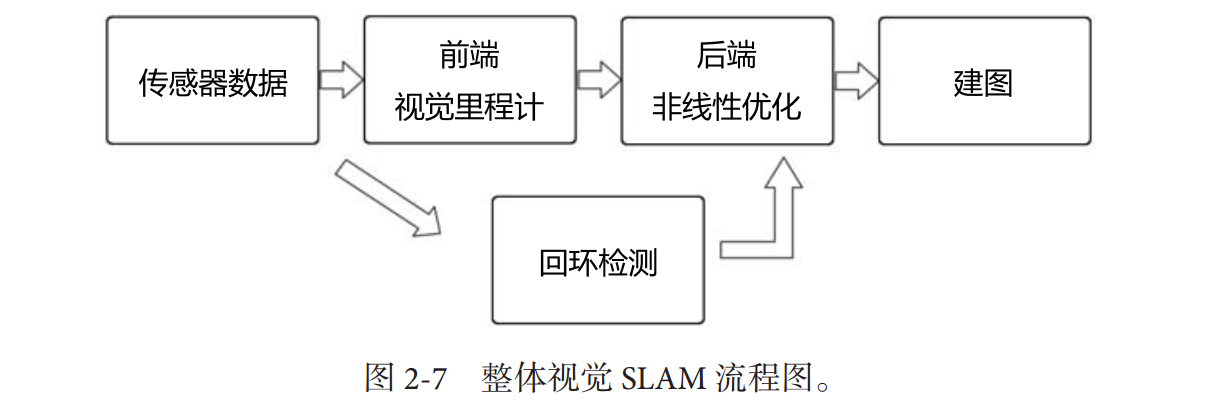 传感器数据
前端
视觉里程计
后端
非线性优化
建图
回环检测
图 2-7 整体视觉 SLAM 流程图。